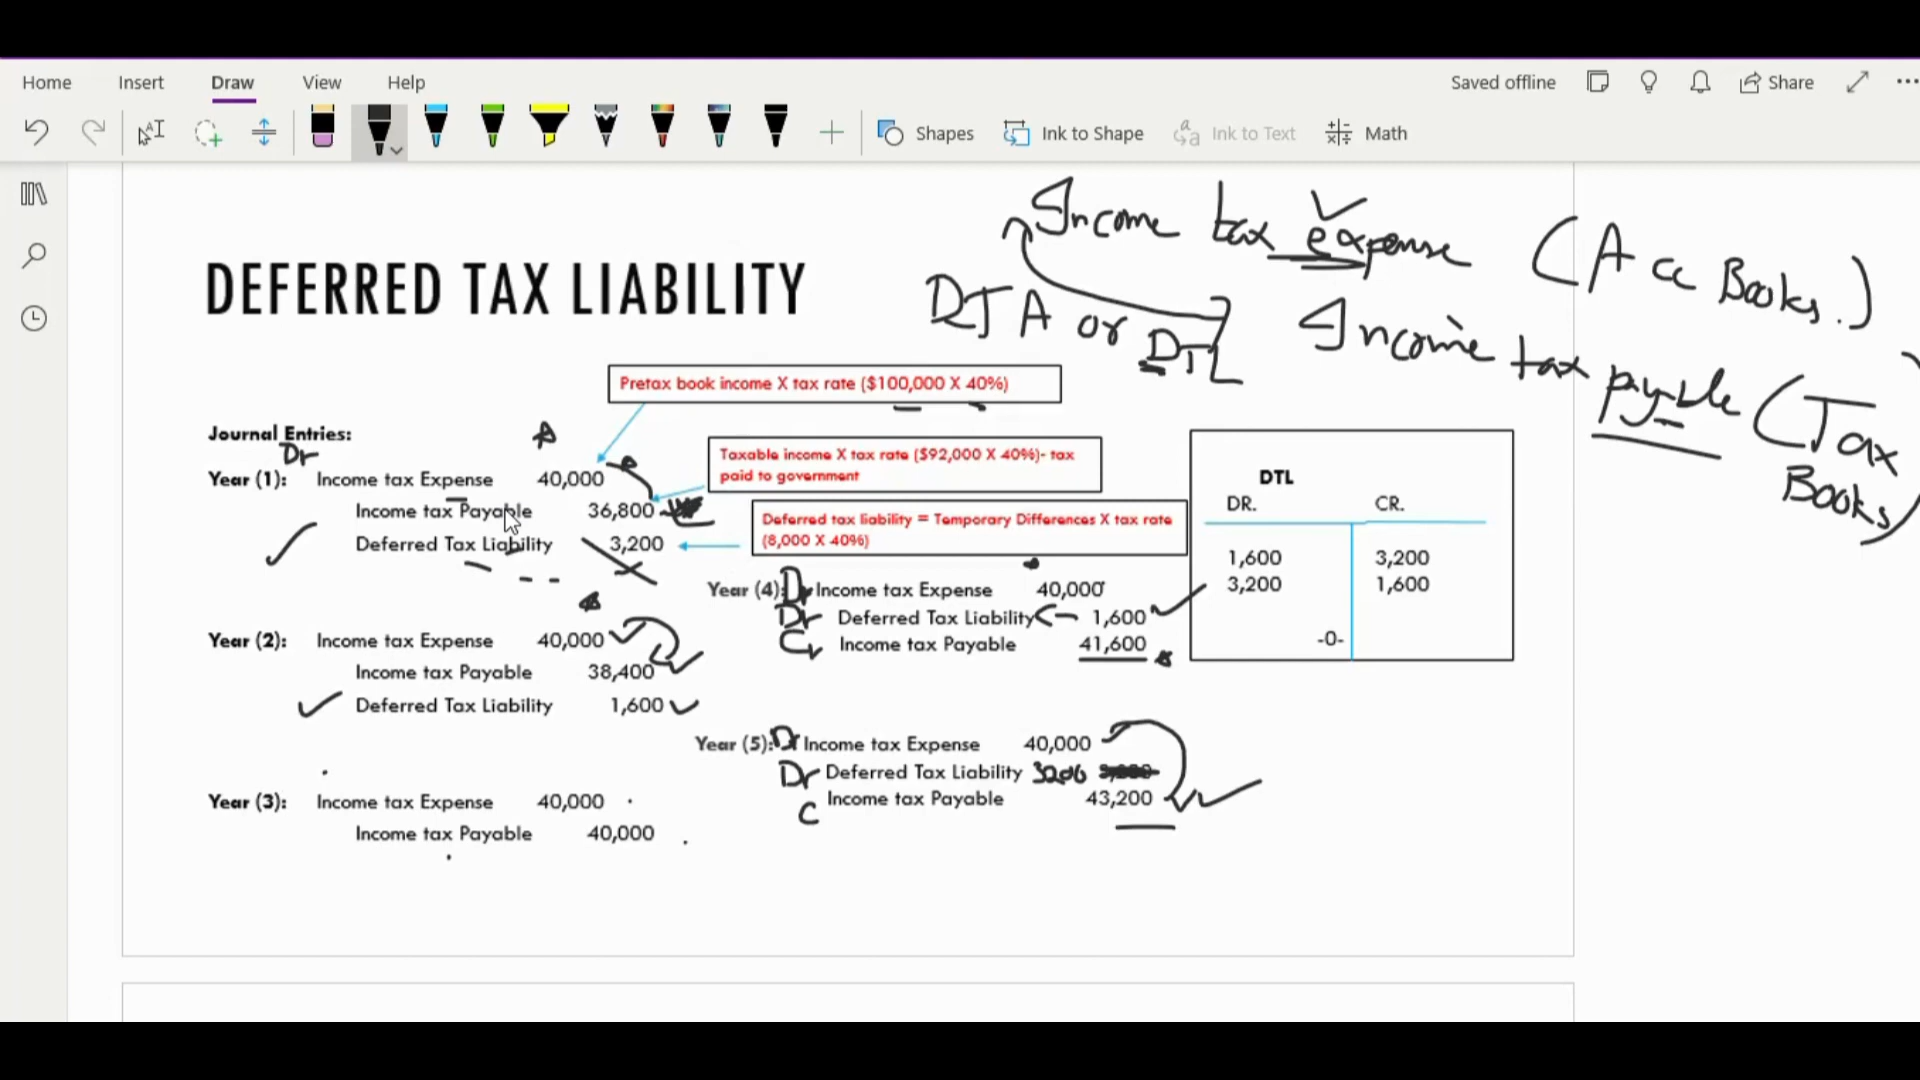 Home Insert Draw View Help Saved offline Share
Shapes Ink to Shape Ink to Text Math
Income tax expense (Acc Books.)
DEFERRED TAX LIABILITY
DTA or DTL
Income tax payable (Tax Books)
Pretax book income X tax rate ($100,000 X 40%)
Journal Entries:
Dr
Year (1): Income tax Expense 40,000
Income tax Payable 36,800
Deferred Tax Liability 3,200
Taxable income X tax rate ($92,000 X 40%)- tax
paid to government
Deferred tax liability = Temporary Differences X tax rate
(8,000 X 40%)
Year (2): Income tax Expense 40,000
Income tax Payable 38,400
Deferred Tax Liability 1,600
Year (3): Income tax Expense 40,000
Income tax Payable 40,000
Year (4): Dr Income tax Expense 40,000
Dr Deferred Tax Liability 1,600
Cr Income tax Payable 41,600
Year (5): Dr Income tax Expense 40,000
Dr Deferred Tax Liability 3200
C Income tax Payable 43,200
DTL
DR. CR.
1,600 3,200
3,200 1,600
-0-